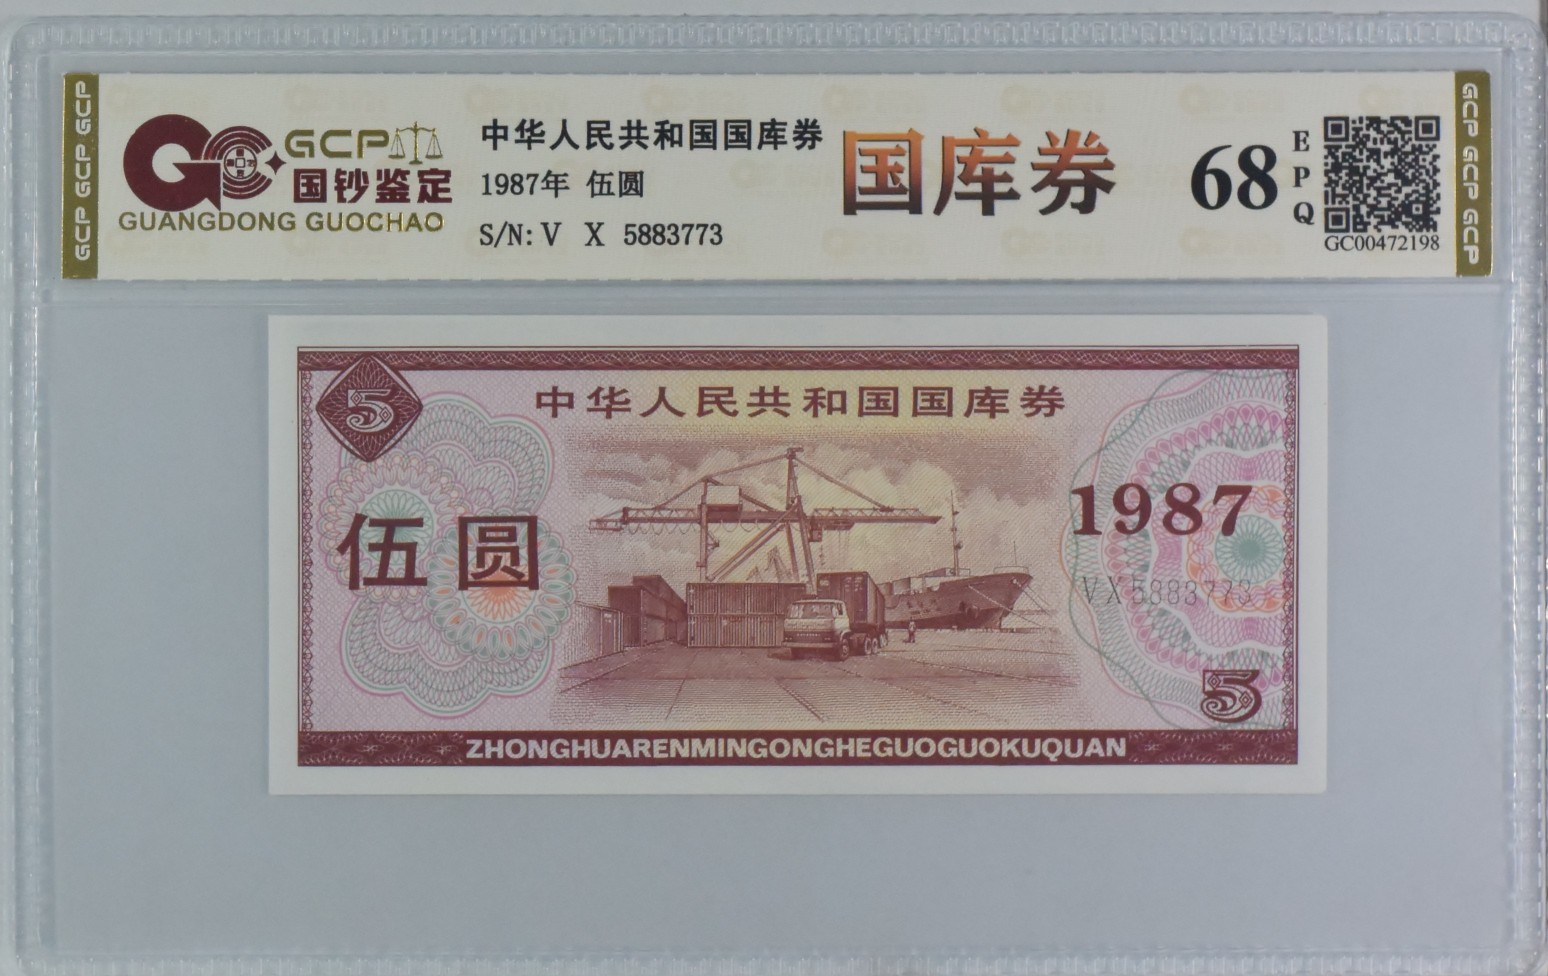 GCP GCP GCP
GCP
国钞鉴定
GUANGDONG GUOCHAO
中华人民共和国国库券
1987年 伍圆
S/N: V X 5883773
国库券
68
EPQ
GC00472198
GCP GCP GCP
5
中华人民共和国国库券
伍圆
1987
VX5883773
5
ZHONGHUARENMINGONGHEGUOGUOKUQUAN